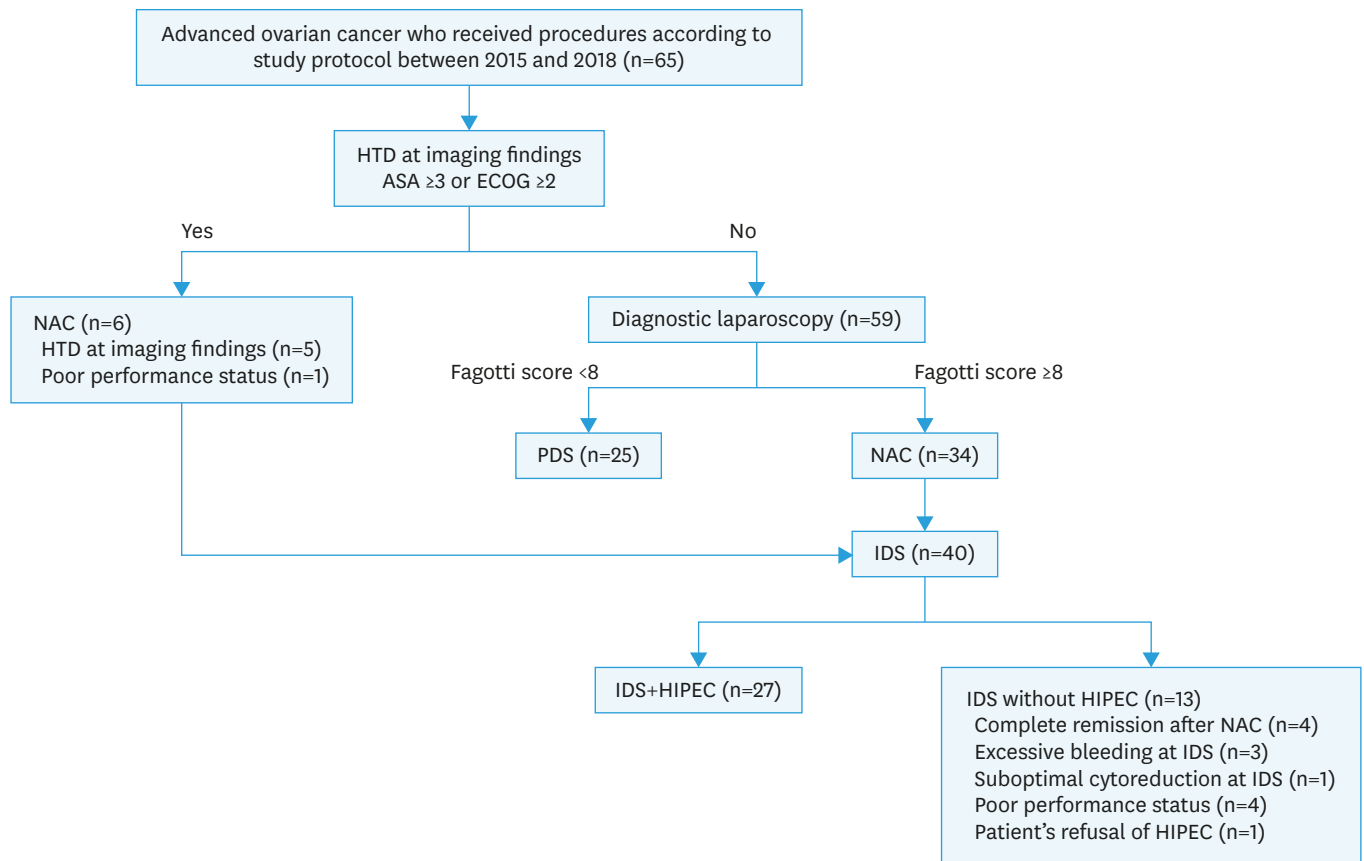 Advanced ovarian cancer who received procedures according to
study protocol between 2015 and 2018 (n=65)
HTD at imaging findings
ASA ≥3 or ECOG ≥2
Yes
No
NAC (n=6)
HTD at imaging findings (n=5)
Poor performance status (n=1)
Diagnostic laparoscopy (n=59)
Fagotti score <8
Fagotti score ≥8
PDS (n=25)
NAC (n=34)
IDS (n=40)
IDS+HIPEC (n=27)
IDS without HIPEC (n=13)
Complete remission after NAC (n=4)
Excessive bleeding at IDS (n=3)
Suboptimal cytoreduction at IDS (n=1)
Poor performance status (n=4)
Patient’s refusal of HIPEC (n=1)